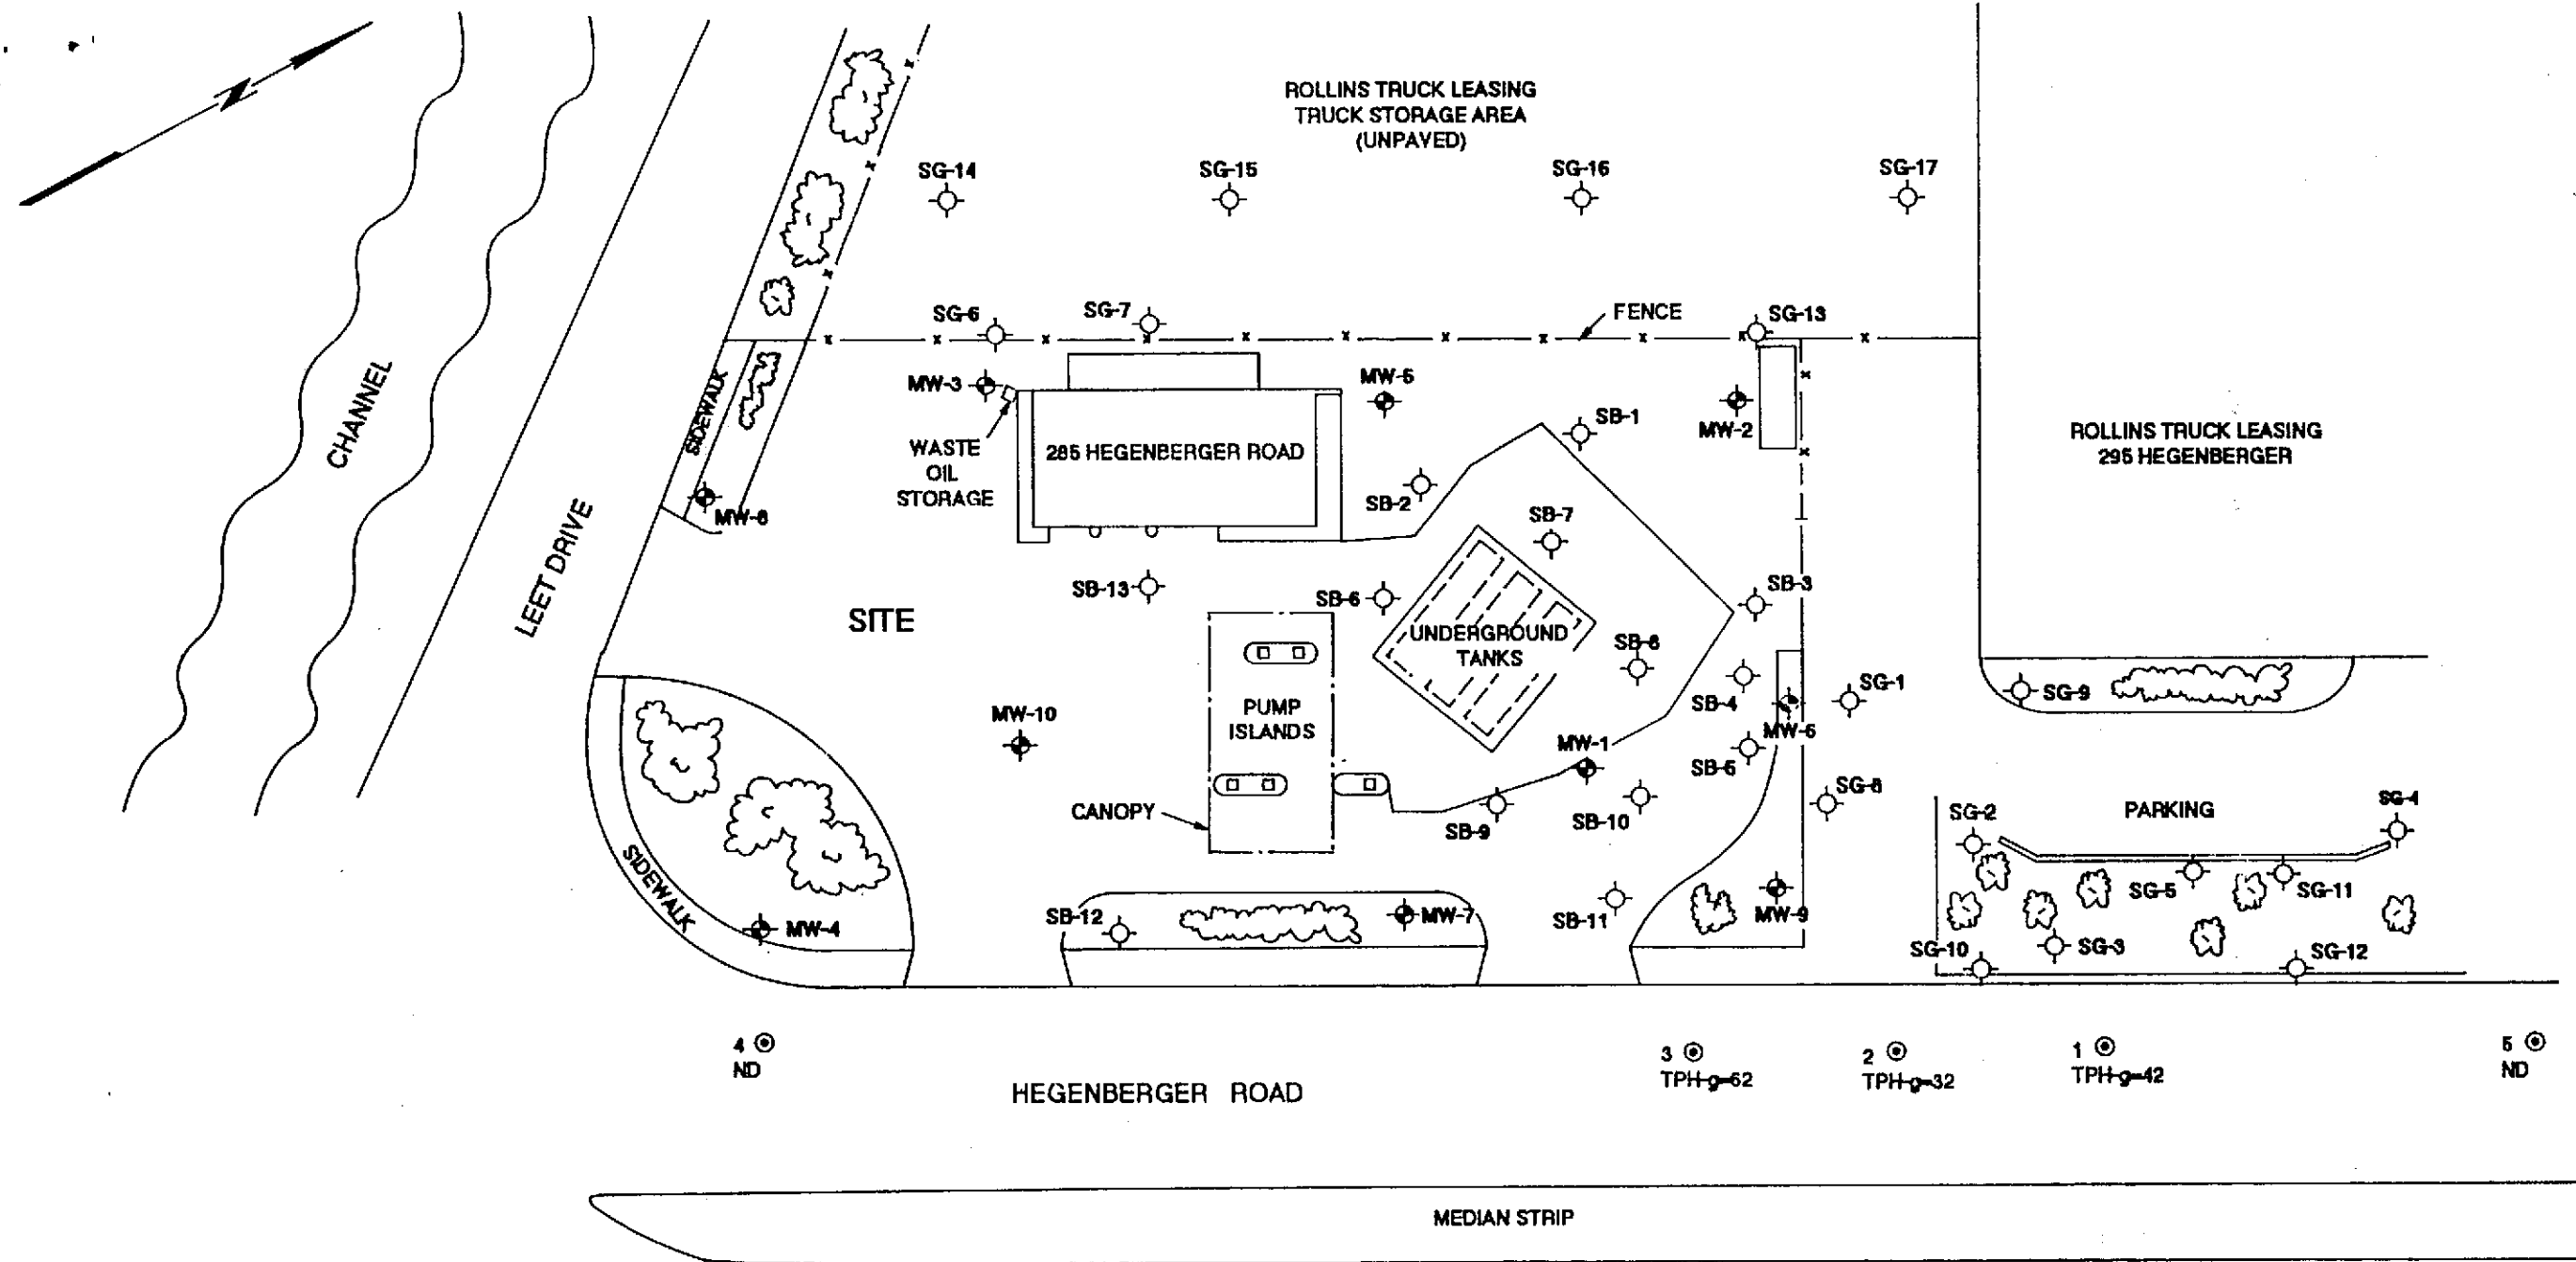 N
ROLLINS TRUCK LEASING
TRUCK STORAGE AREA
(UNPAVED)
SG-14
SG-15
SG-16
SG-17
SG-6
SG-7
FENCE
SG-13
MW-3
MW-5
MW-2
SB-1
CHANNEL
SIDEWALK
WASTE
OIL
STORAGE
285 HEGENBERGER ROAD
ROLLINS TRUCK LEASING
295 HEGENBERGER
SB-2
MW-8
SB-7
LEET DRIVE
SB-13
SB-6
SB-3
SITE
UNDERGROUND
TANKS
SB-8
SB-4
SG-1
SG-9
MW-10
PUMP
ISLANDS
MW-6
MW-1
SB-5
SG-8
CANOPY
SB-9
SB-10
SG-2
PARKING
SG-4
SIDEWALK
SG-5
SG-11
MW-4
SB-12
MW-7
SB-11
MW-9
SG-10
SG-3
SG-12
4
ND
3
TPH-g=52
2
TPH-g=32
1
TPH-g=42
5
ND
HEGENBERGER ROAD
MEDIAN STRIP